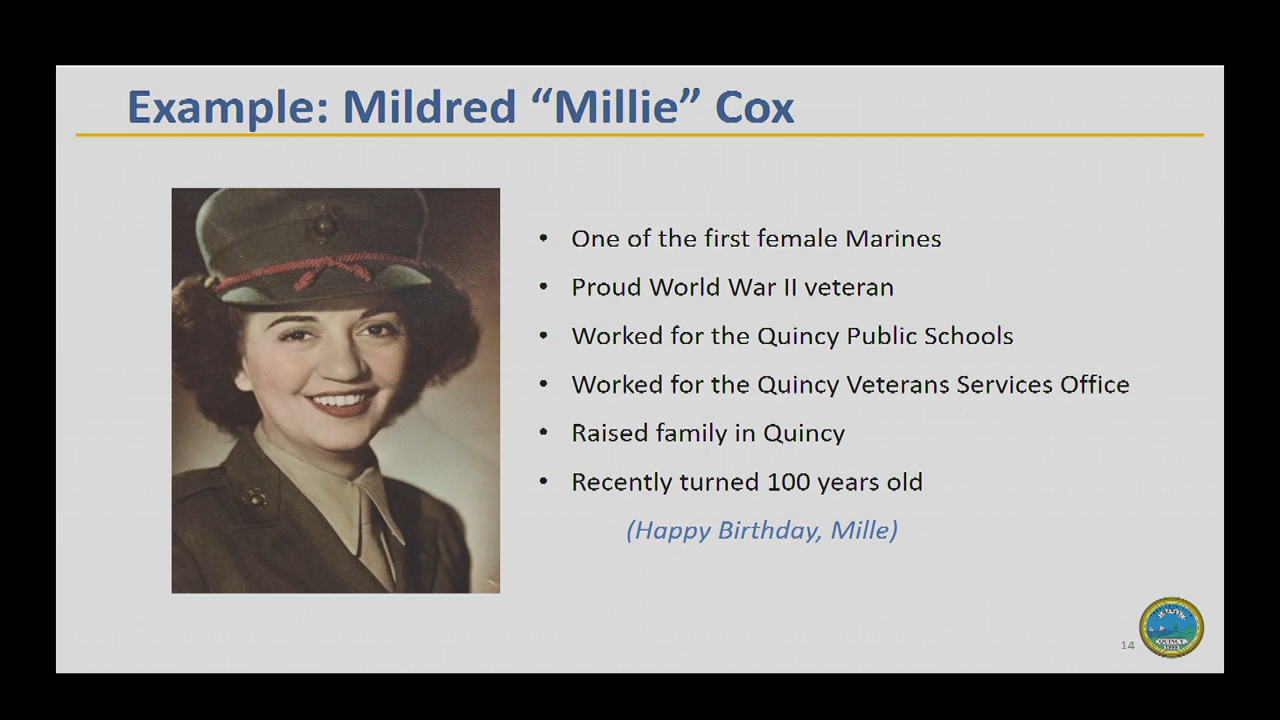 Example: Mildred “Millie” Cox
• One of the first female Marines
• Proud World War II veteran
• Worked for the Quincy Public Schools
• Worked for the Quincy Veterans Services Office
• Raised family in Quincy
• Recently turned 100 years old
(Happy Birthday, Mille)
14
QUINCY